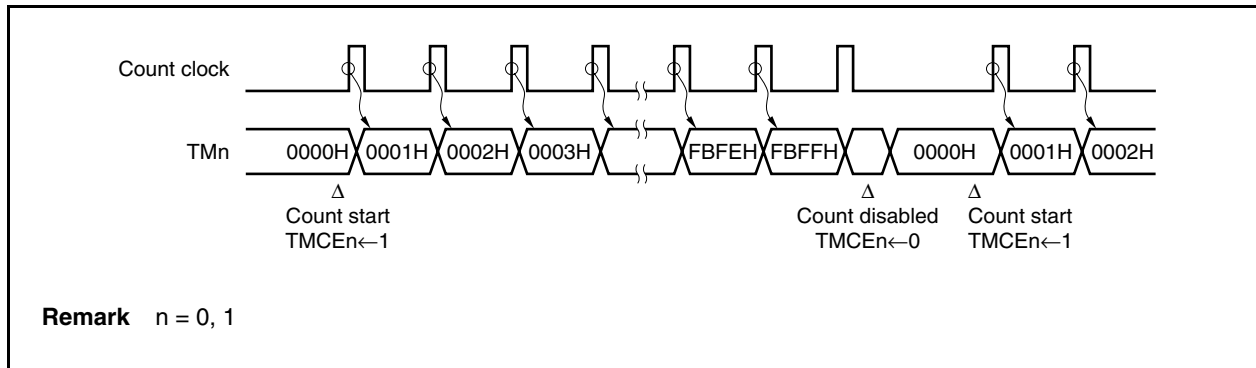 Count clock
TMn 0000H 0001H 0002H 0003H FBFEH FBFFH 0000H 0001H 0002H
Δ Δ Δ
Count start Count disabled Count start
TMCEn←1 TMCEn←0 TMCEn←1
Remark n = 0, 1